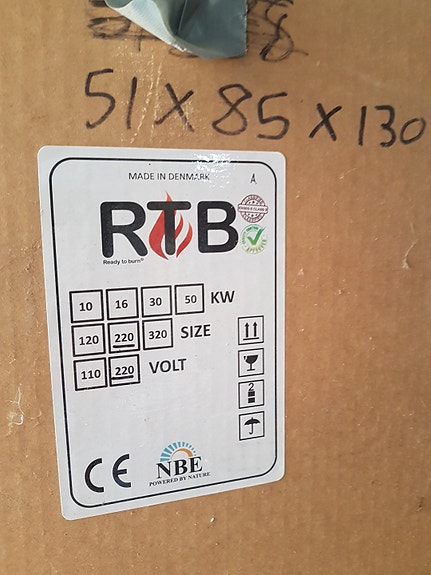 51 X 85 X 130
MADE IN DENMARK A
RTB
Ready to burn®
10 16 30 50 KW
120 220 320 SIZE
110 220 VOLT
2
CE
NBE
POWERED BY NATURE